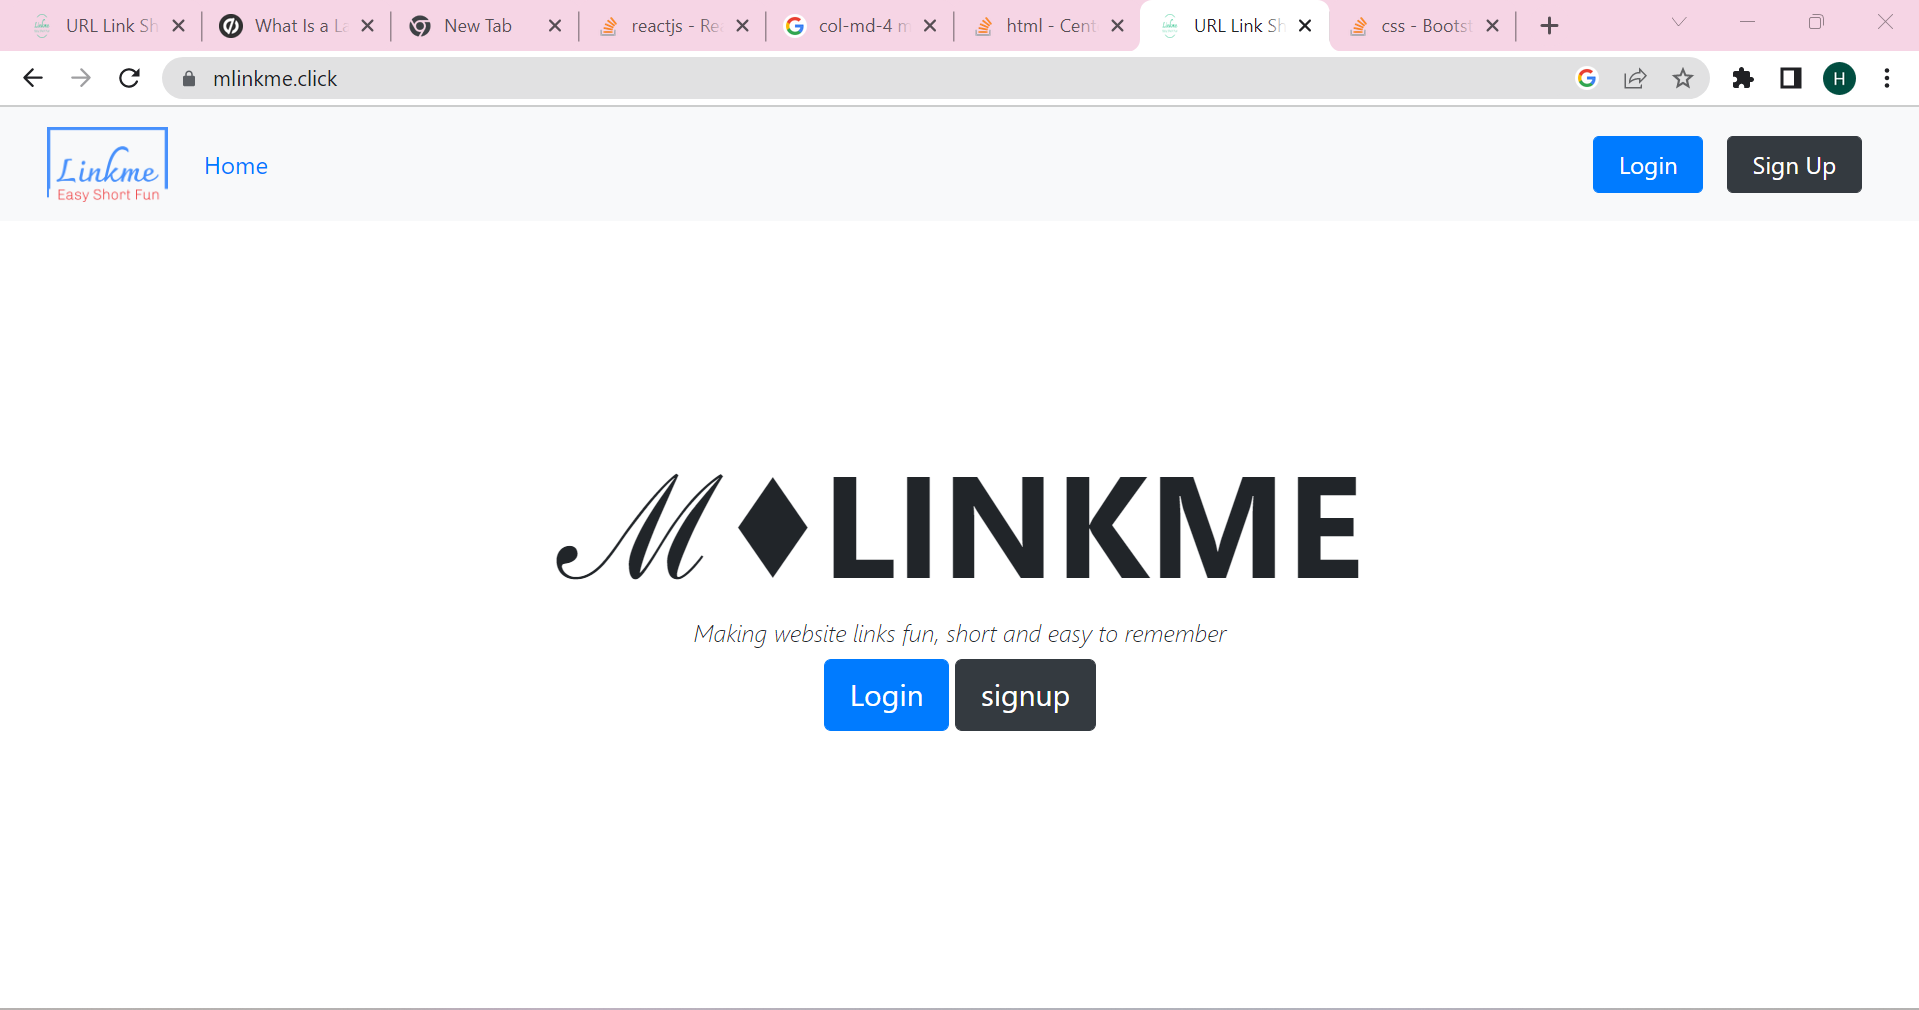 URL Link Sh What Is a La New Tab reactjs - Rea col-md-4 m html - Cent URL Link Sh css - Bootst
mlinkme.click H
Linkme
Easy Short Fun
Home Login Sign Up
ℳ♦LINKME
Making website links fun, short and easy to remember
Login signup